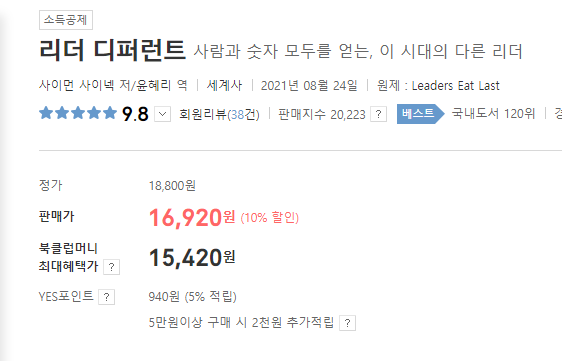 소득공제
리더 디퍼런트 사람과 숫자 모두를 얻는, 이 시대의 다른 리더
사이먼 사이넥 저/윤혜리 역 | 세계사 | 2021년 08월 24일 | 원제 : Leaders Eat Last
9.8 회원리뷰(38건) | 판매지수 20,223 ? 베스트 국내도서 120위 |
정가 18,800원
판매가 16,920원 (10% 할인)
북클럽머니
최대혜택가 ? 15,420원
YES포인트 ? 940원 (5% 적립)
5만원이상 구매 시 2천원 추가적립 ?